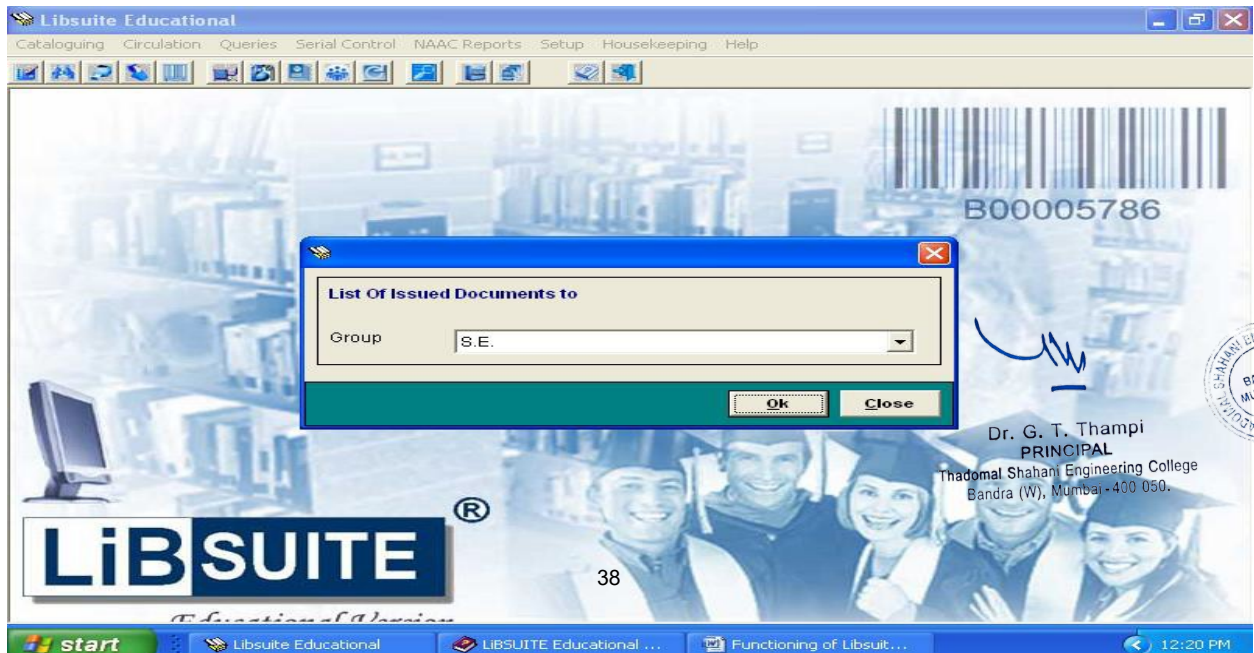 Libsuite Educational
Cataloguing Circulation Queries Serial Control NAAC Reports Setup Housekeeping Help
B00005786
List Of Issued Documents to
Group S.E.
Ok Close
Dr. G. T. Thampi
PRINCIPAL
Thadomal Shahani Engineering College
Bandra (W), Mumbai-400 050.
LiBSUITE®
38
start Libsuite Educational LiBSUITE Educational ... Functioning of Libsuit... 12:20 PM